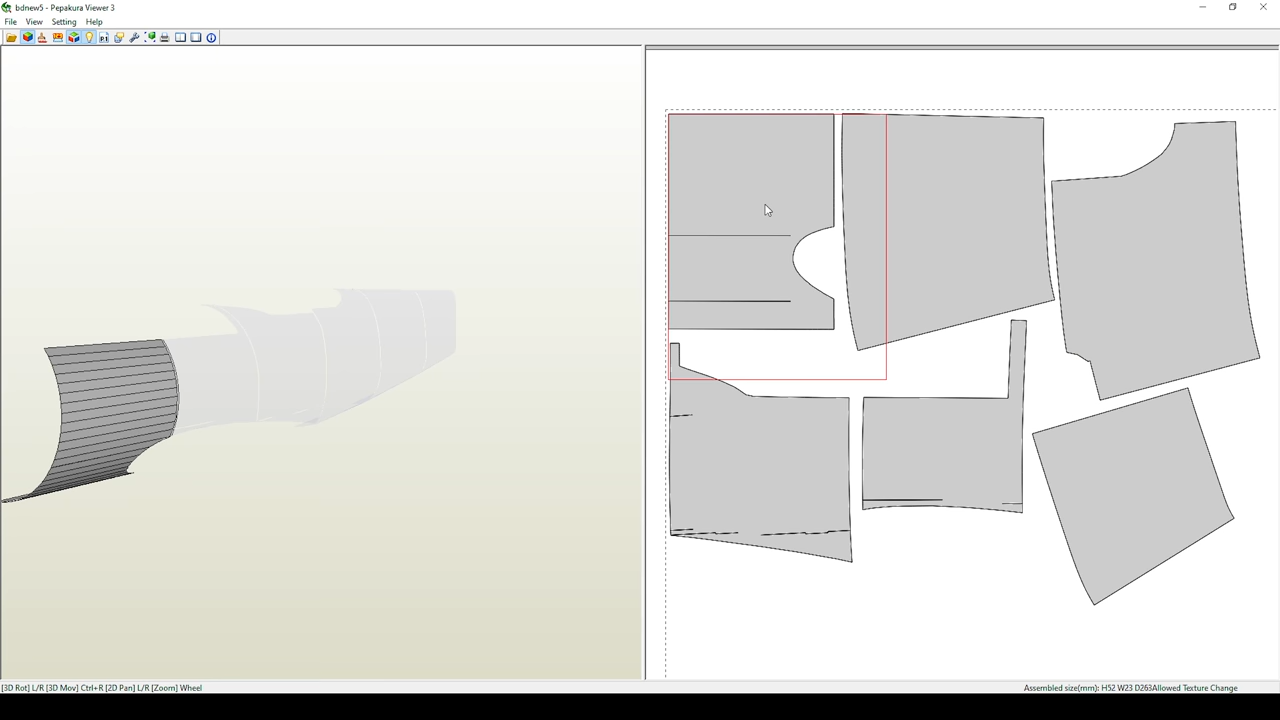 bdnew5 - Pepakura Viewer 3
File View Setting Help
P1
[3D Rot] L/R [3D Mov] Ctrl+R [2D Pan] L/R [Zoom] Wheel
Assembled size(mm): H52 W23 D263Allowed Texture Change